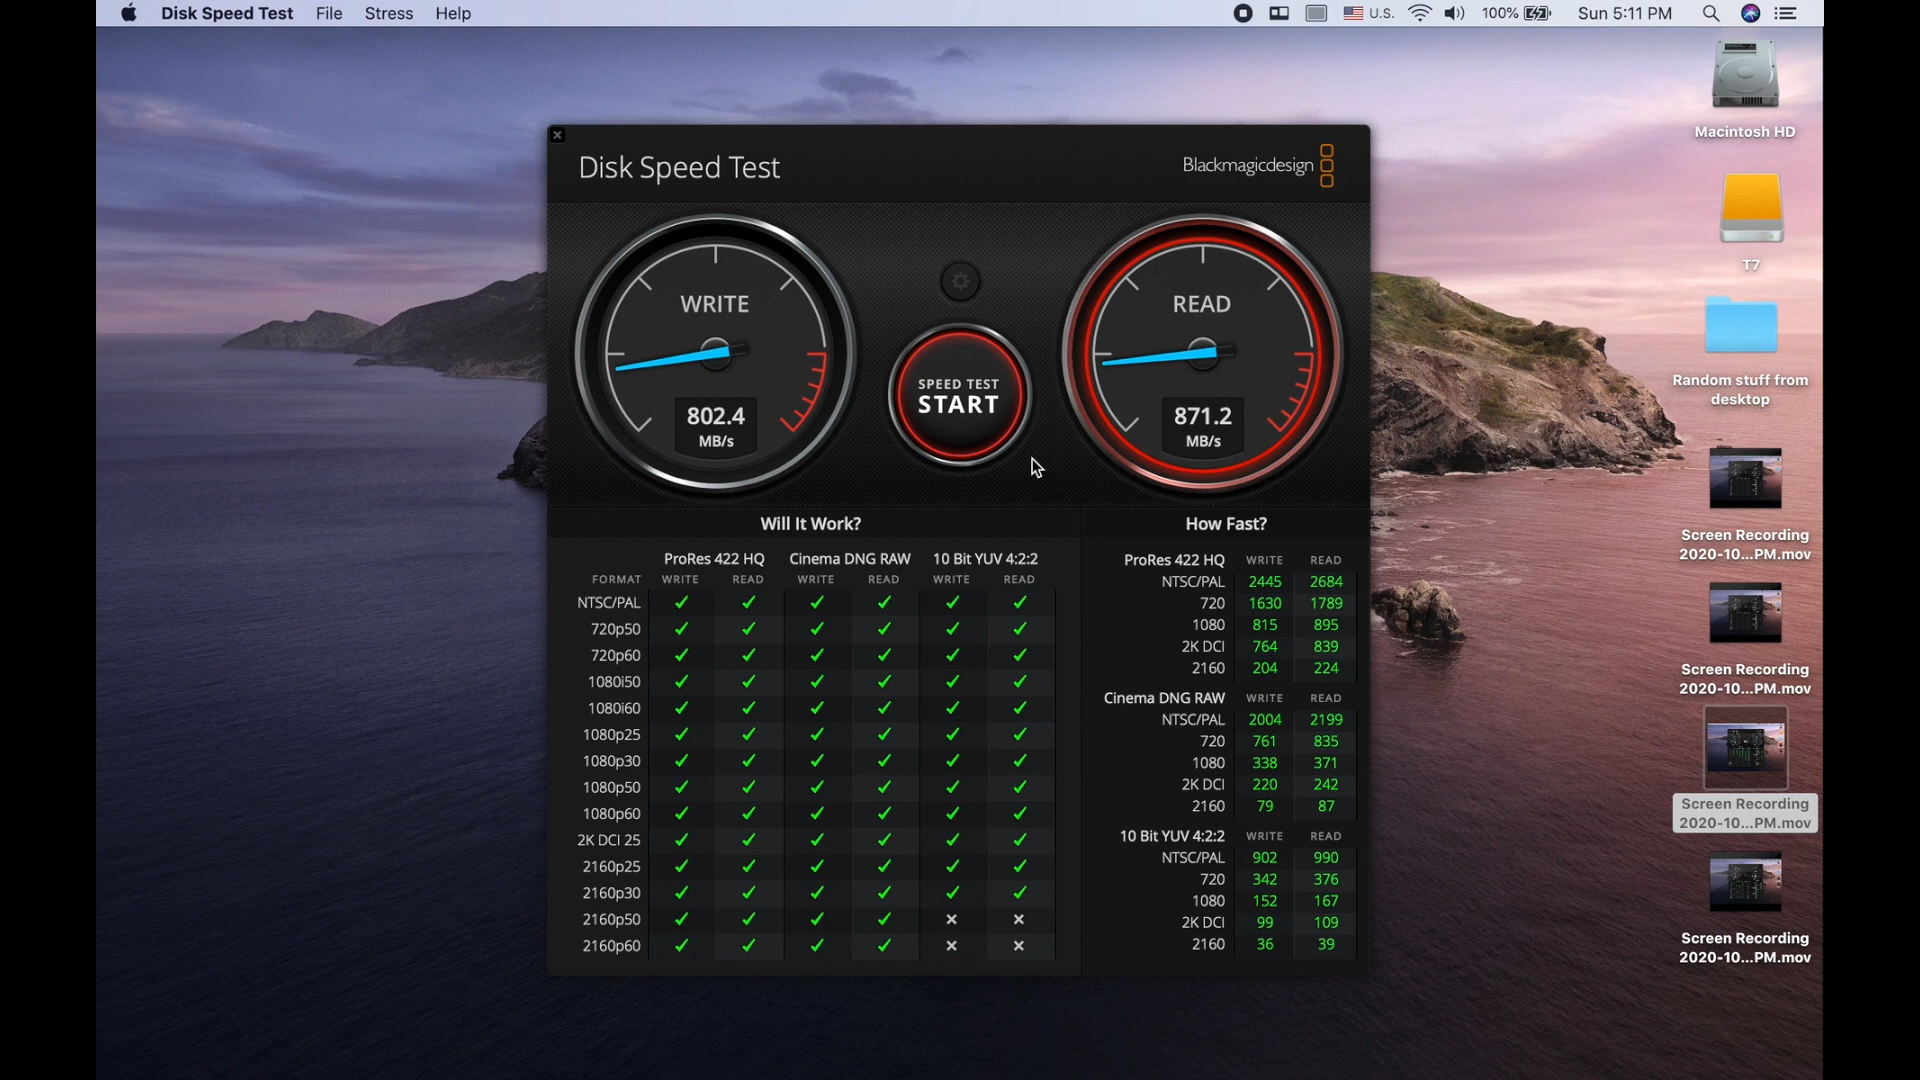 Disk Speed Test File Stress Help U.S. 100% Sun 5:11 PM
Macintosh HD
T7
Random stuff from
desktop
Screen Recording
2020-10...PM.mov
Screen Recording
2020-10...PM.mov
Screen Recording
2020-10...PM.mov
Screen Recording
2020-10...PM.mov
Disk Speed Test
Blackmagicdesign
WRITE
802.4
MB/s
SPEED TEST
START
READ
871.2
MB/s
Will It Work?
ProRes 422 HQ Cinema DNG RAW 10 Bit YUV 4:2:2
FORMAT WRITE READ WRITE READ WRITE READ
NTSC/PAL ✓ ✓ ✓ ✓ ✓ ✓
720p50 ✓ ✓ ✓ ✓ ✓ ✓
720p60 ✓ ✓ ✓ ✓ ✓ ✓
1080i50 ✓ ✓ ✓ ✓ ✓ ✓
1080i60 ✓ ✓ ✓ ✓ ✓ ✓
1080p25 ✓ ✓ ✓ ✓ ✓ ✓
1080p30 ✓ ✓ ✓ ✓ ✓ ✓
1080p50 ✓ ✓ ✓ ✓ ✓ ✓
1080p60 ✓ ✓ ✓ ✓ ✓ ✓
2K DCI 25 ✓ ✓ ✓ ✓ ✓ ✓
2160p25 ✓ ✓ ✓ ✓ ✓ ✓
2160p30 ✓ ✓ ✓ ✓ ✓ ✓
2160p50 ✓ ✓ ✓ ✓ × ×
2160p60 ✓ ✓ ✓ ✓ × ×
How Fast?
ProRes 422 HQ WRITE READ
NTSC/PAL 2445 2684
720 1630 1789
1080 815 895
2K DCI 764 839
2160 204 224
Cinema DNG RAW WRITE READ
NTSC/PAL 2004 2199
720 761 835
1080 338 371
2K DCI 220 242
2160 79 87
10 Bit YUV 4:2:2 WRITE READ
NTSC/PAL 902 990
720 342 376
1080 152 167
2K DCI 99 109
2160 36 39